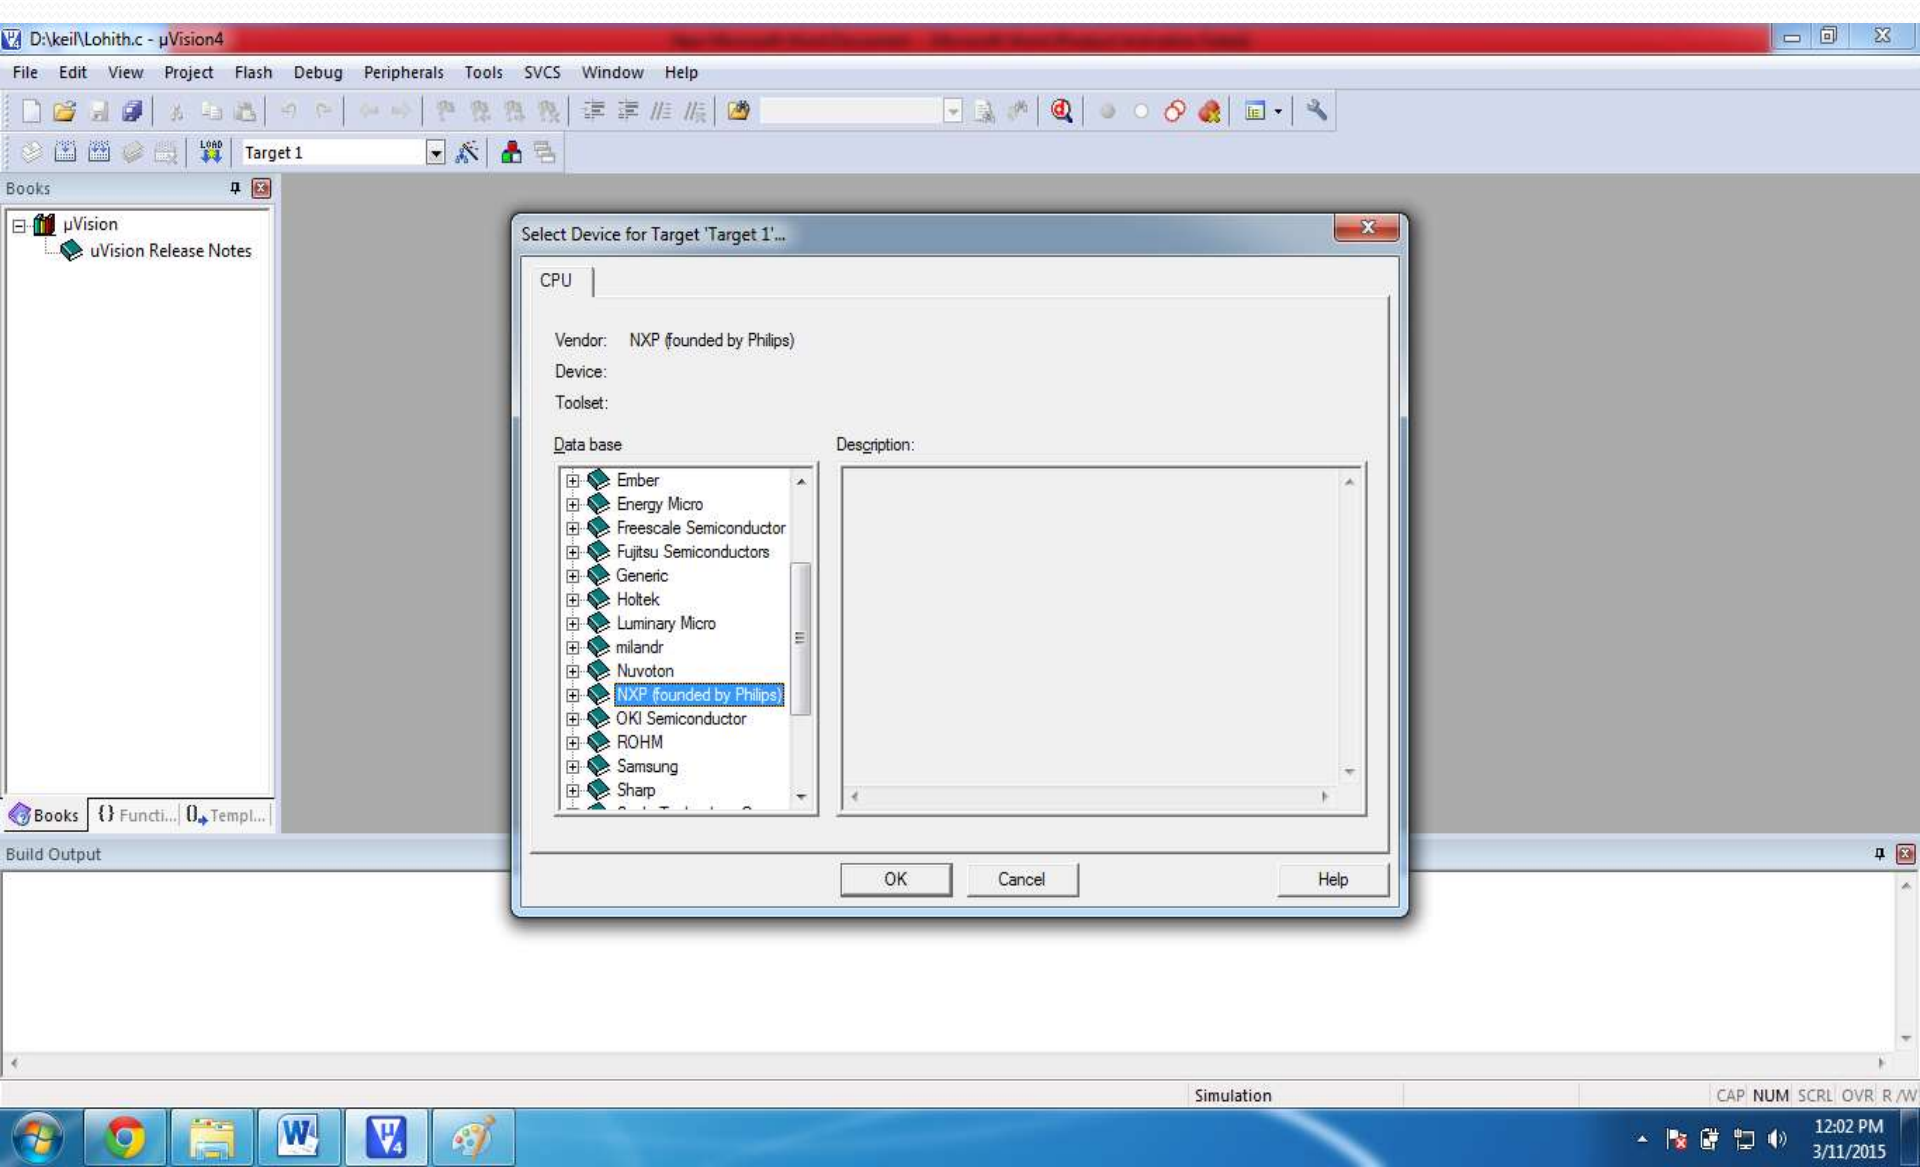 D:\keil\Lohith.c - µVision4
File Edit View Project Flash Debug Peripherals Tools SVCS Window Help
LOAD Target 1
Books
µVision
uVision Release Notes
Select Device for Target 'Target 1'...
CPU
Vendor: NXP (founded by Philips)
Device:
Toolset:
Data base Description:
Ember
Energy Micro
Freescale Semiconductor
Fujitsu Semiconductors
Generic
Holtek
Luminary Micro
milandr
Nuvoton
NXP (founded by Philips)
OKI Semiconductor
ROHM
Samsung
Sharp
Books {} Functi... 0 Templ...
Build Output
OK Cancel Help
Simulation CAP NUM SCRL OVR R/W
12:02 PM
3/11/2015